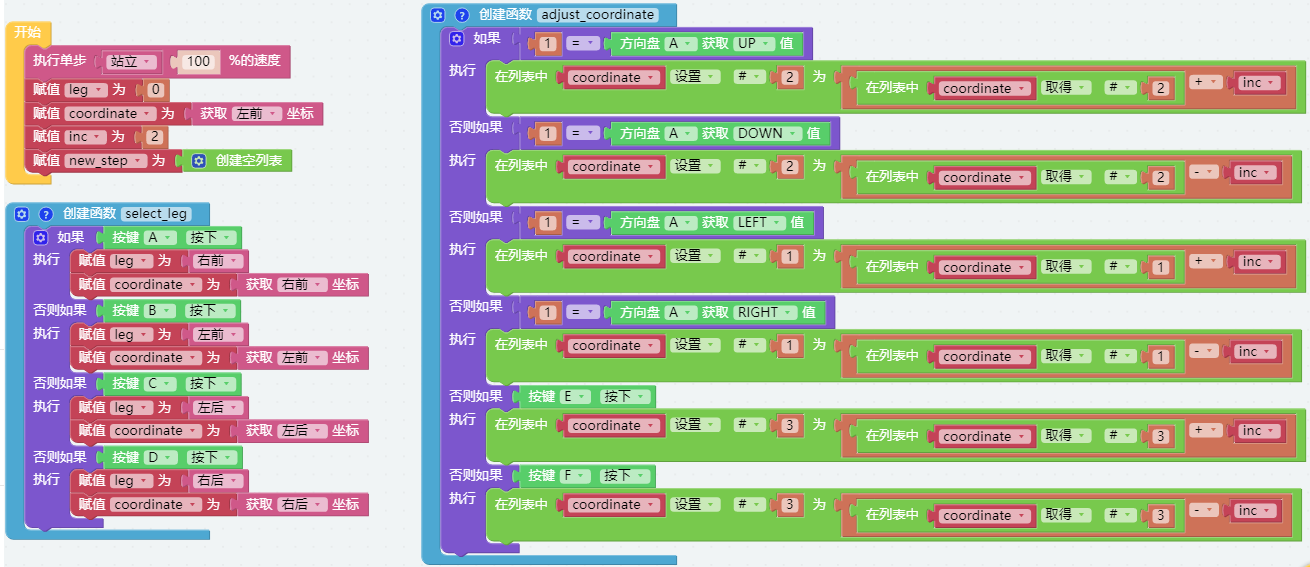 开始
执行单步 站立 100 %的速度
赋值 leg 为 0
赋值 coordinate 为 获取 左前 坐标
赋值 inc 为 2
赋值 new_step 为 创建空列表
创建函数 select_leg
如果 按键 A 按下
执行 赋值 leg 为 右前
赋值 coordinate 为 获取 右前 坐标
否则如果 按键 B 按下
执行 赋值 leg 为 左前
赋值 coordinate 为 获取 左前 坐标
否则如果 按键 C 按下
执行 赋值 leg 为 左后
赋值 coordinate 为 获取 左后 坐标
否则如果 按键 D 按下
执行 赋值 leg 为 右后
赋值 coordinate 为 获取 右后 坐标
创建函数 adjust_coordinate
如果 1 = 方向盘 A 获取 UP 值
执行 在列表中 coordinate 设置 # 2 为 在列表中 coordinate 取得 # 2 + inc
否则如果 1 = 方向盘 A 获取 DOWN 值
执行 在列表中 coordinate 设置 # 2 为 在列表中 coordinate 取得 # 2 - inc
否则如果 1 = 方向盘 A 获取 LEFT 值
执行 在列表中 coordinate 设置 # 1 为 在列表中 coordinate 取得 # 1 + inc
否则如果 1 = 方向盘 A 获取 RIGHT 值
执行 在列表中 coordinate 设置 # 1 为 在列表中 coordinate 取得 # 1 - inc
否则如果 按键 E 按下
执行 在列表中 coordinate 设置 # 3 为 在列表中 coordinate 取得 # 3 + inc
否则如果 按键 F 按下
执行 在列表中 coordinate 设置 # 3 为 在列表中 coordinate 取得 # 3 - inc